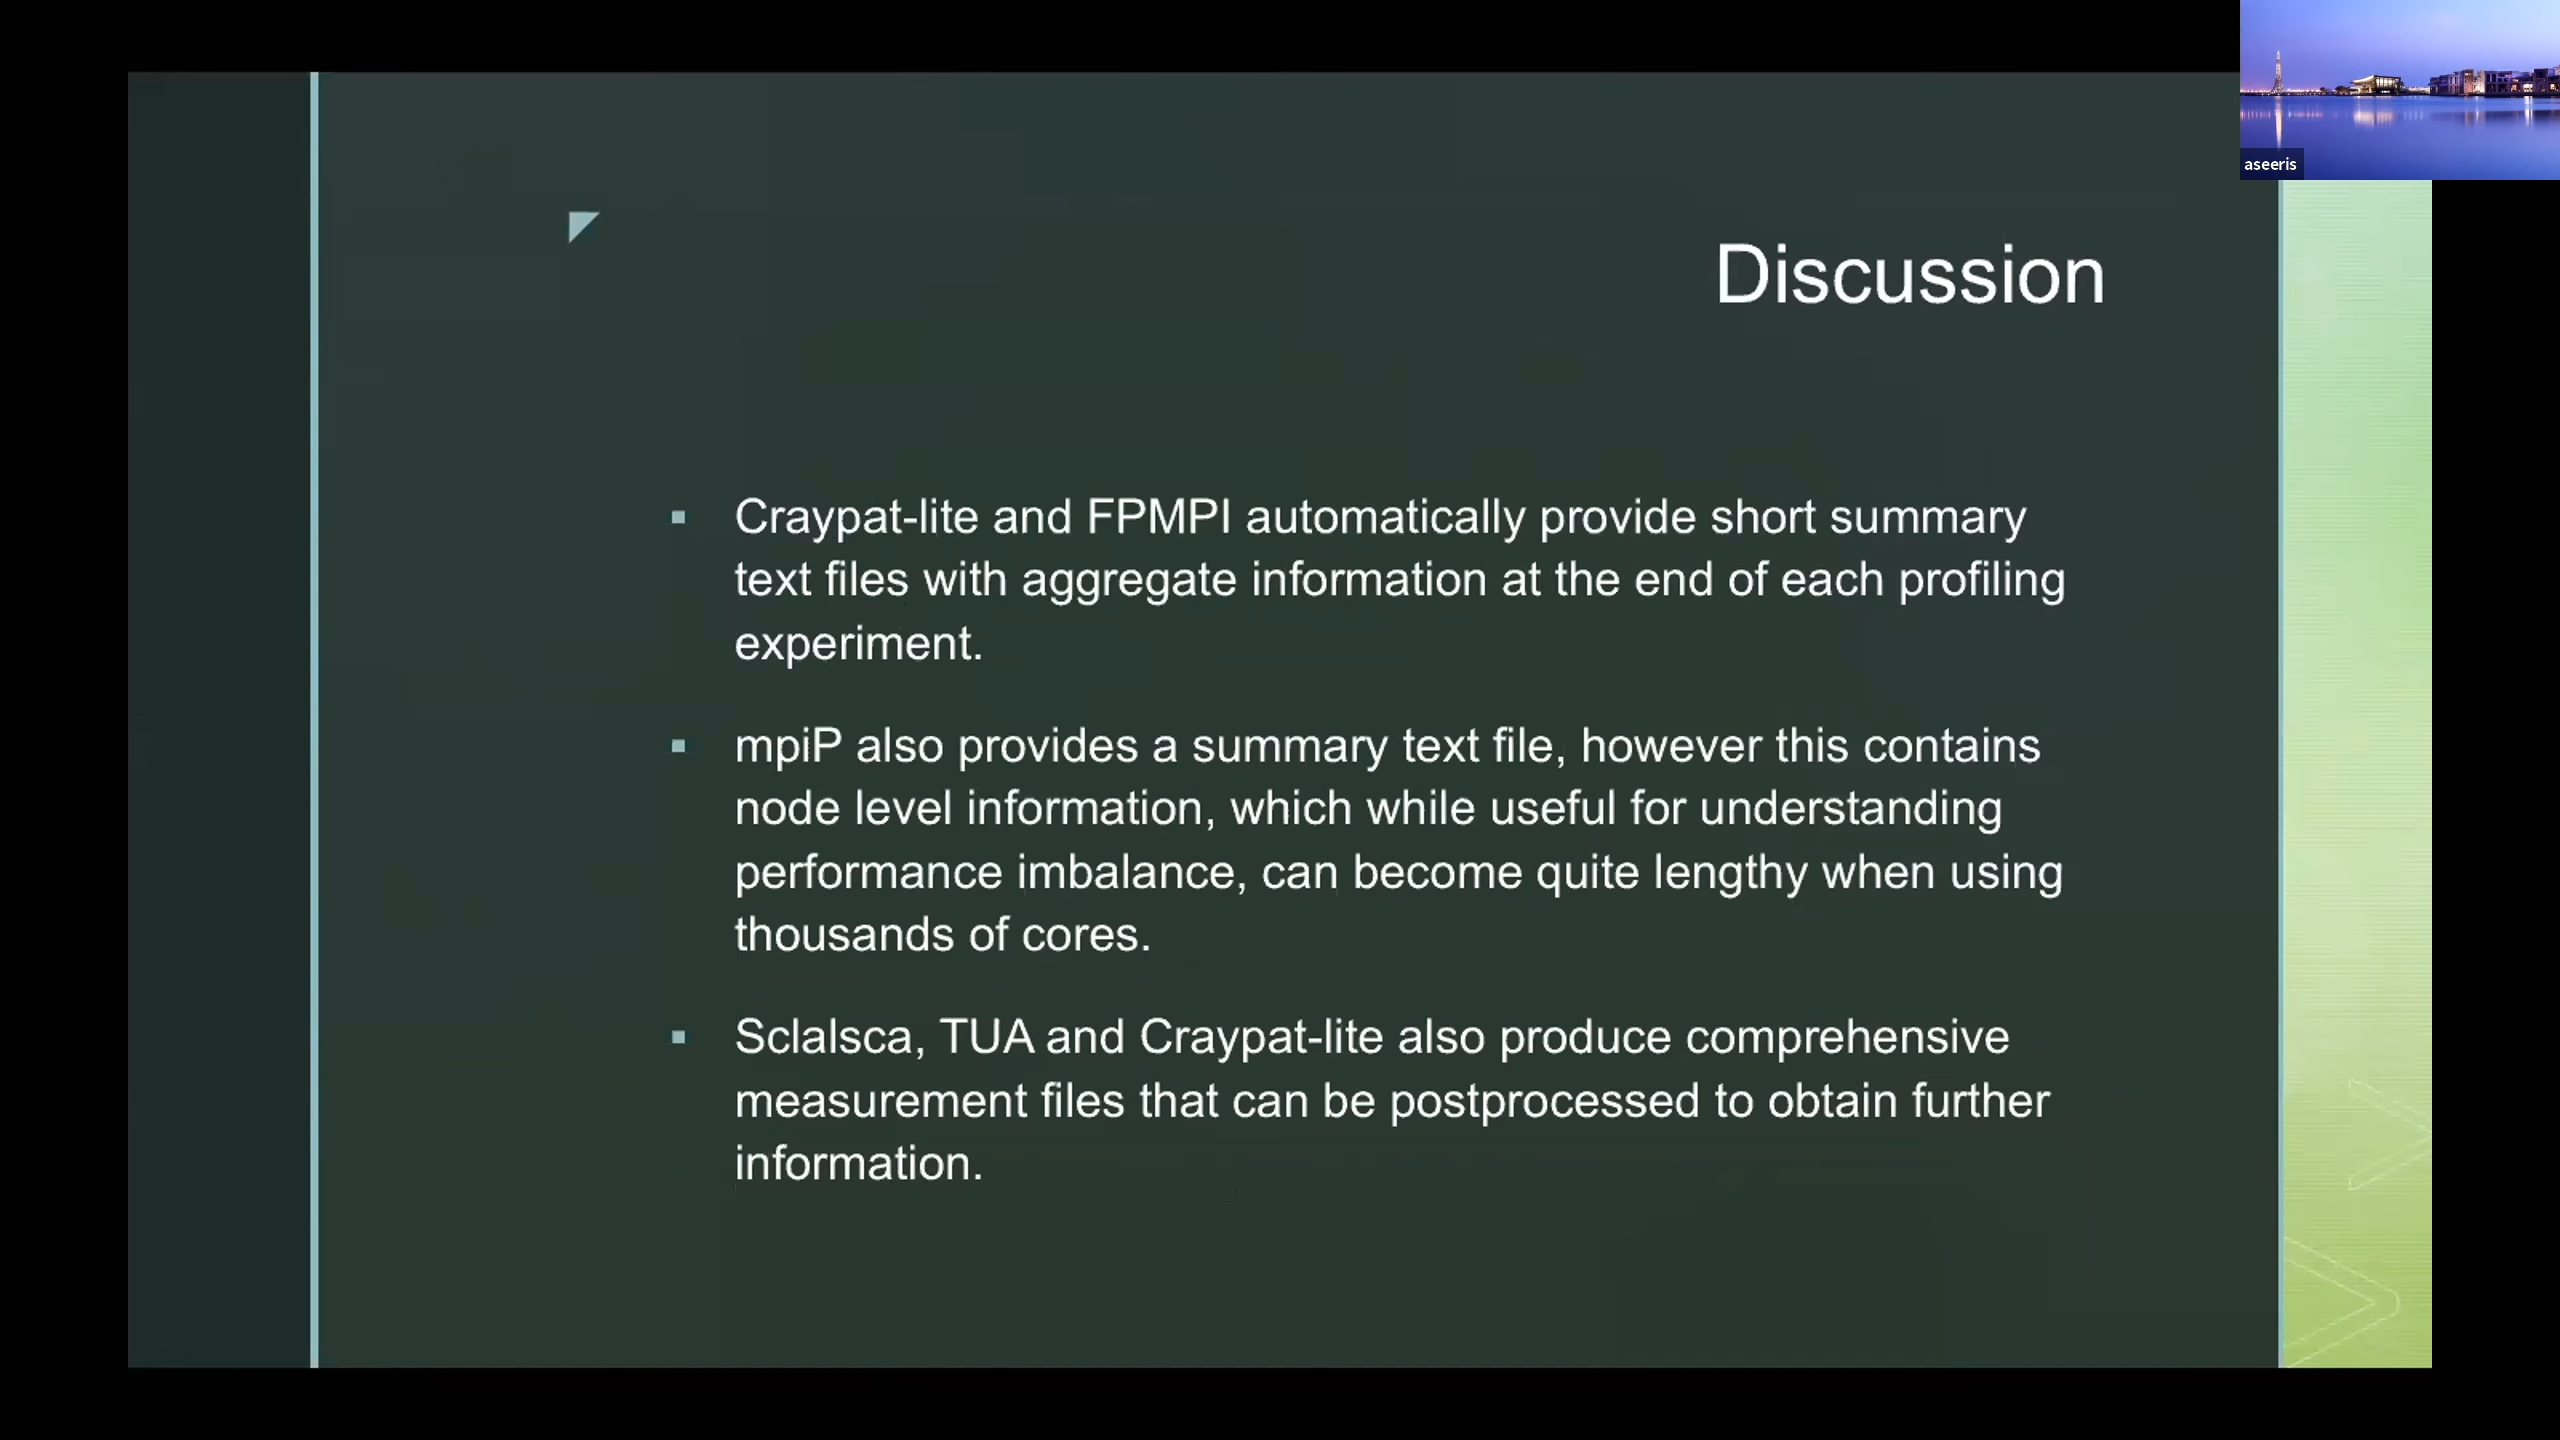 aseeris
Discussion
▪ Craypat-lite and FPMPI automatically provide short summary
text files with aggregate information at the end of each profiling
experiment.
▪ mpiP also provides a summary text file, however this contains
node level information, which while useful for understanding
performance imbalance, can become quite lengthy when using
thousands of cores.
▪ Sclalsca, TUA and Craypat-lite also produce comprehensive
measurement files that can be postprocessed to obtain further
information.